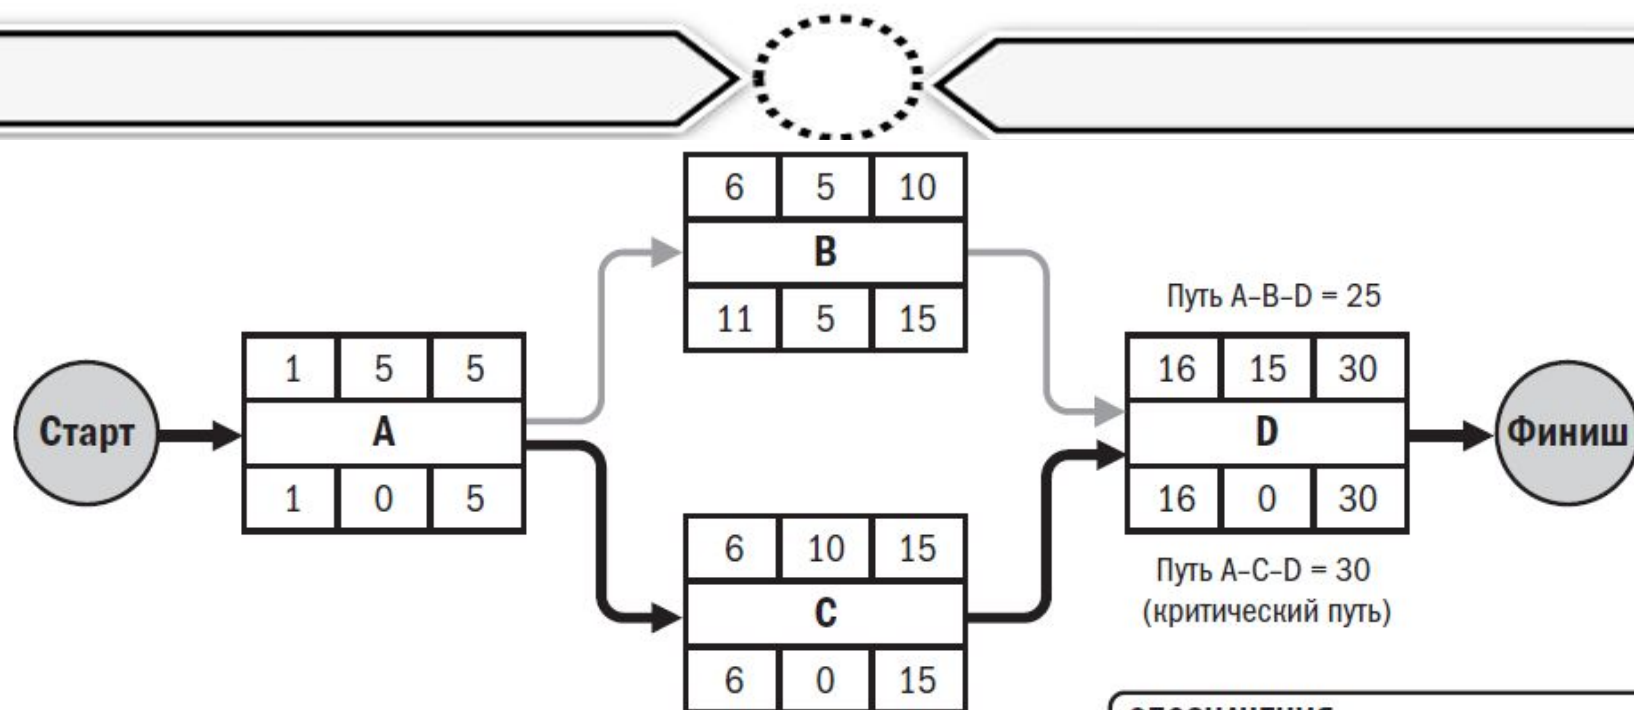 6 5 10
B
11 5 15
Путь A-B-D = 25
1 5 5
16 15 30
Старт
A
D
Финиш
1 0 5
16 0 30
6 10 15
Путь A-C-D = 30
(критический путь)
C
6 0 15